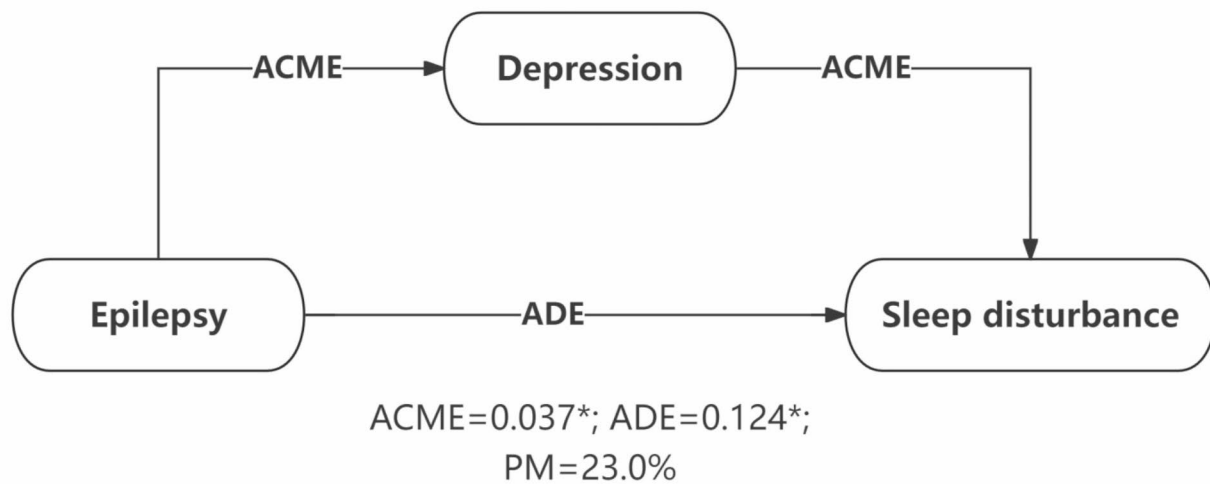 ACME
Depression
ACME
Epilepsy
ADE
Sleep disturbance
ACME=0.037*; ADE=0.124*;
PM=23.0%